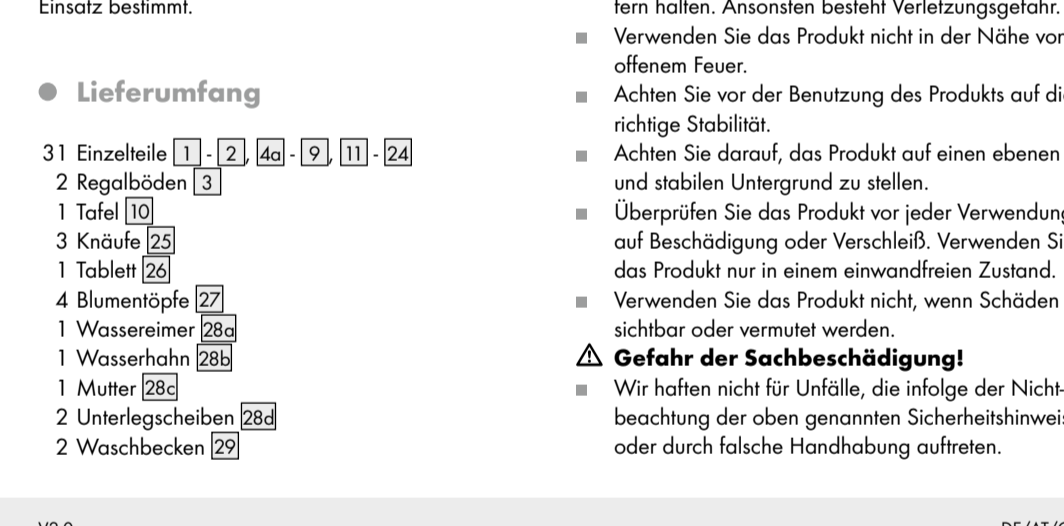 Einsatz bestimmt.
● Lieferumfang
31 Einzelteile 1 - 2, 4a - 9, 11 - 24
2 Regalböden 3
1 Tafel 10
3 Knäufe 25
1 Tablett 26
4 Blumentöpfe 27
1 Wassereimer 28a
1 Wasserhahn 28b
1 Mutter 28c
2 Unterlegscheiben 28d
2 Waschbecken 29
tern halten. Ansonsten besteht Verletzungsgefahr.
■ Verwenden Sie das Produkt nicht in der Nähe von
offenem Feuer.
■ Achten Sie vor der Benutzung des Produkts auf die
richtige Stabilität.
■ Achten Sie darauf, das Produkt auf einen ebenen
und stabilen Untergrund zu stellen.
■ Überprüfen Sie das Produkt vor jeder Verwendung
auf Beschädigung oder Verschleiß. Verwenden Sie
das Produkt nur in einem einwandfreien Zustand.
■ Verwenden Sie das Produkt nicht, wenn Schäden
sichtbar oder vermutet werden.
⚠ Gefahr der Sachbeschädigung!
■ Wir haften nicht für Unfälle, die infolge der Nicht-
beachtung der oben genannten Sicherheitshinweise
oder durch falsche Handhabung auftreten.